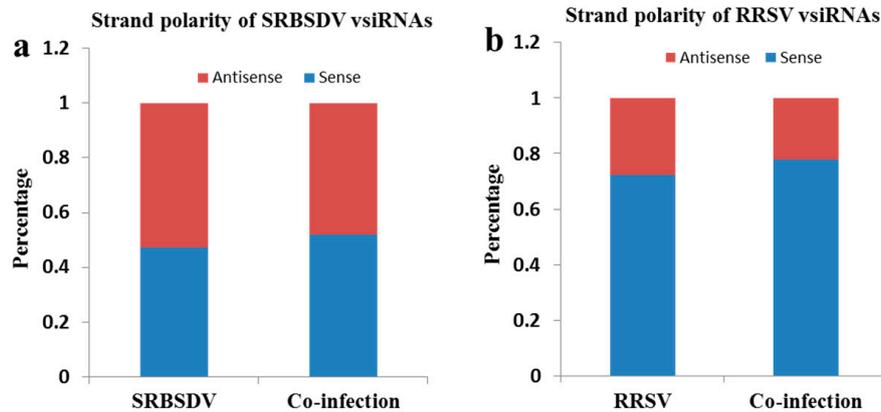 a
Strand polarity of SRBSDV vsiRNAs
Antisense Sense
Percentage
1.2
1
0.8
0.6
0.4
0.2
0
SRBSDV Co-infection
b
Strand polarity of RRSV vsiRNAs
Antisense Sense
Percentage
1.2
1
0.8
0.6
0.4
0.2
0
RRSV Co-infection